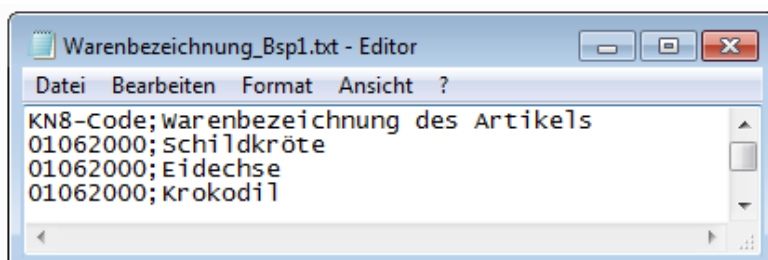 Warenbezeichnung_Bsp1.txt - Editor
Datei Bearbeiten Format Ansicht ?
KN8-Code;Warenbezeichnung des Artikels
01062000;Schildkröte
01062000;Eidechse
01062000;Krokodil